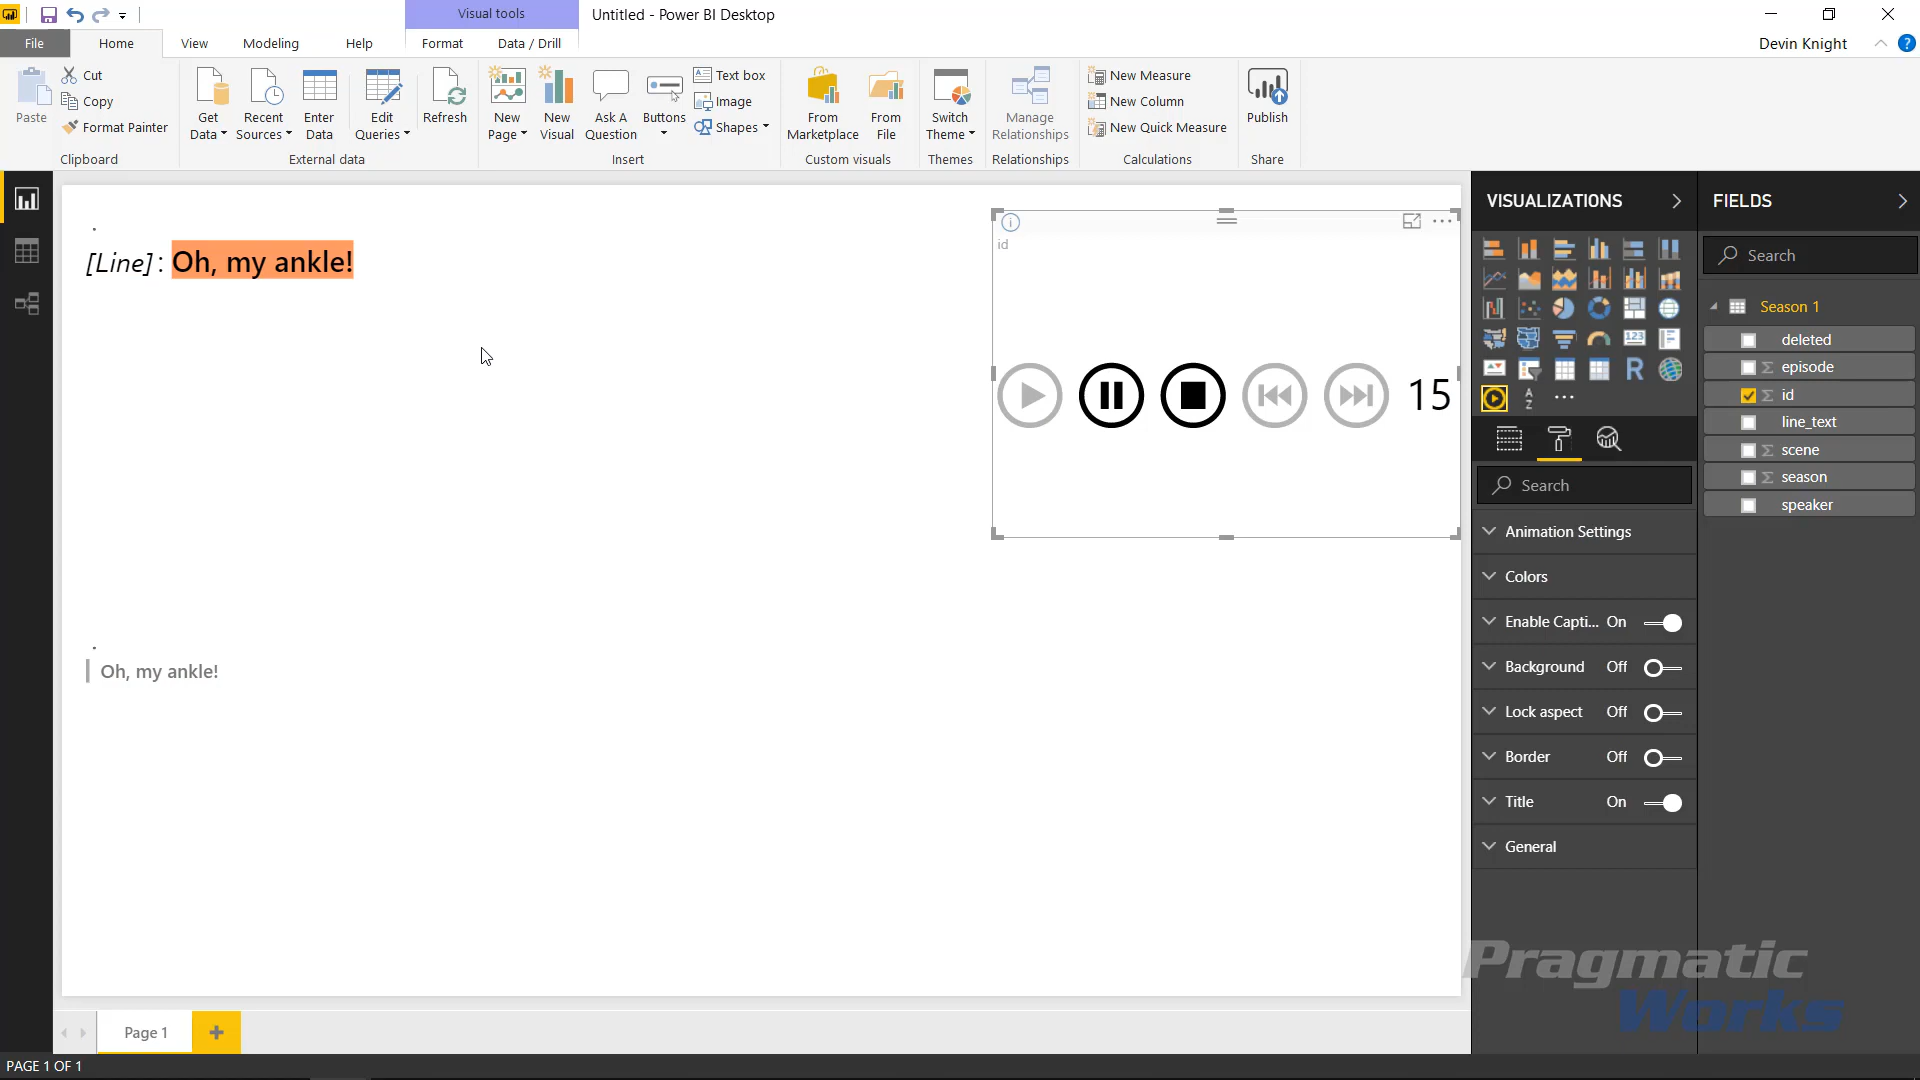 Visual tools
Untitled - Power BI Desktop
File
Home
View
Modeling
Help
Format
Data / Drill
Devin Knight
?
Paste
Cut
Copy
Format Painter
Clipboard
Get Data
Recent Sources
Enter Data
Edit Queries
Refresh
External data
New Page
New Visual
Ask A Question
Buttons
Text box
Image
Shapes
Insert
From Marketplace
From File
Custom visuals
Switch Theme
Themes
Manage Relationships
Relationships
New Measure
New Column
New Quick Measure
Calculations
Publish
Share
.
[Line] : Oh, my ankle!
id
15
.
Oh, my ankle!
VISUALIZATIONS
123
R
A
Z
Search
Animation Settings
Colors
Enable Capti... On
Background Off
Lock aspect Off
Border Off
Title On
General
FIELDS
Search
Season 1
deleted
Σ episode
Σ id
line_text
Σ scene
Σ season
speaker
Pragmatic
Works
Page 1
PAGE 1 OF 1